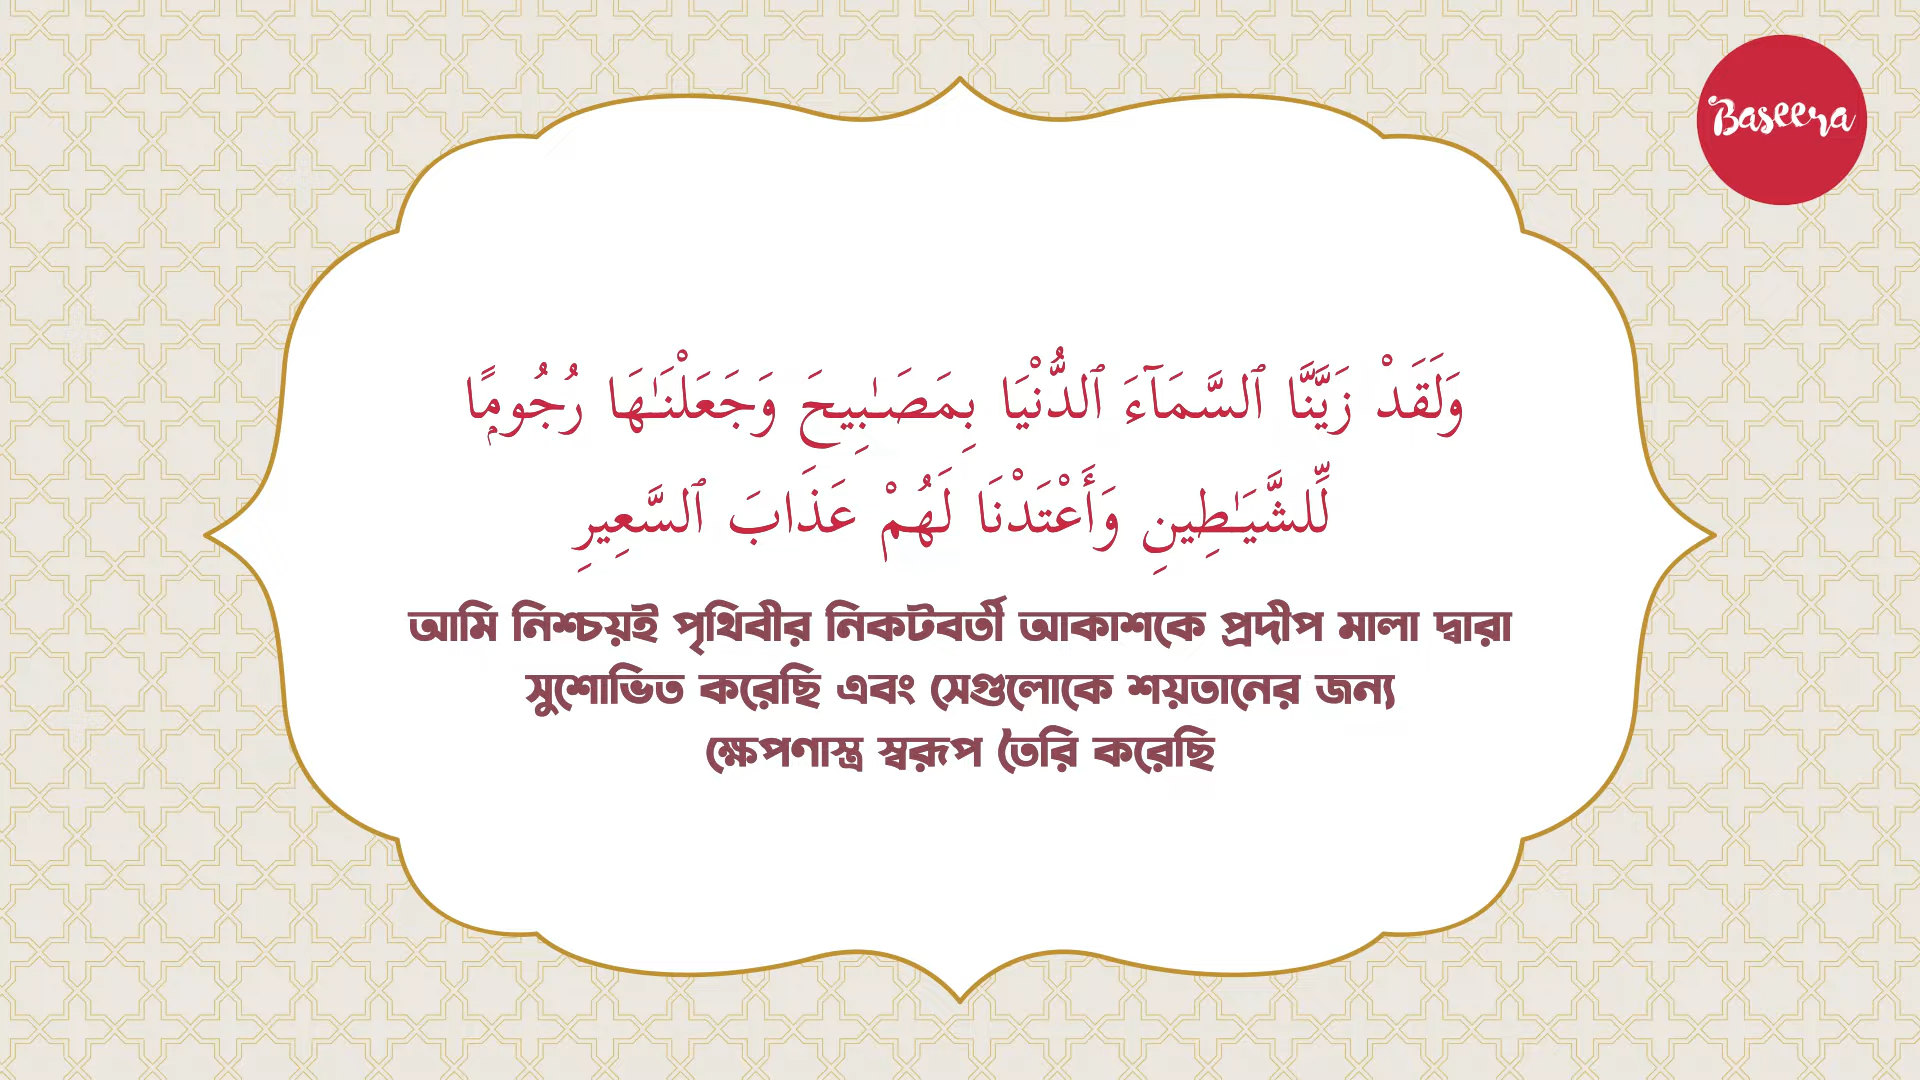 Baseera
وَلَقَدْ زَيَّنَّا ٱلسَّمَآءَ ٱلدُّنْيَا بِمَصَـٰبِيحَ وَجَعَلْنَـٰهَا رُجُومًۭا
لِّلشَّيَـٰطِينِ وَأَعْتَدْنَا لَهُمْ عَذَابَ ٱلسَّعِيرِ
আমি নিশ্চয়ই পৃথিবীর নিকটবর্তী আকাশকে প্রদীপ মালা দ্বারা
সুশোভিত করেছি এবং সেগুলোকে শয়তানের জন্য
ক্ষেপণাস্ত্র স্বরূপ তৈরি করেছি